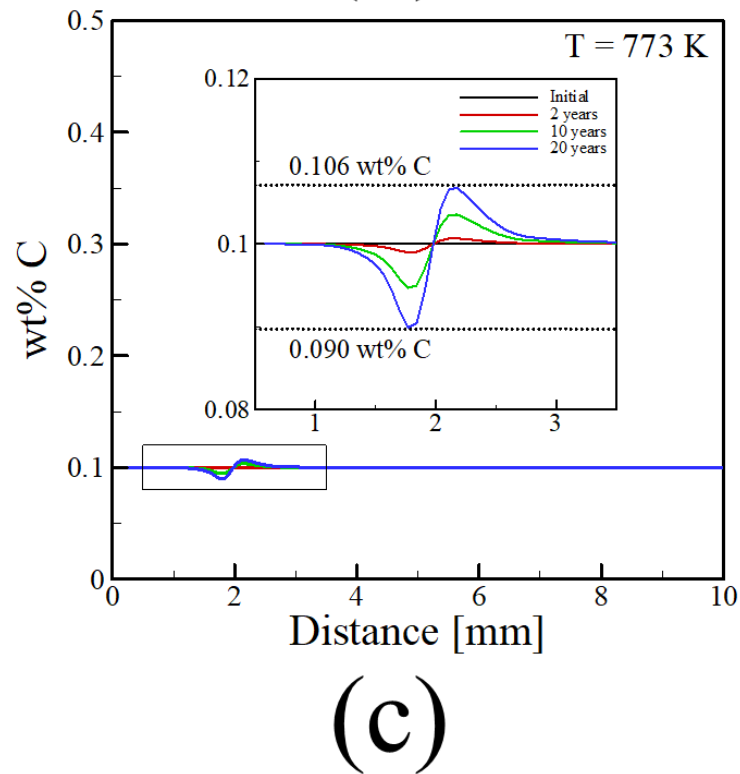 T = 773 K
0.5
0.4
0.3
0.2
0.1
0
wt% C
0.12
0.1
0.08
Initial
2 years
10 years
20 years
0.106 wt% C
0.090 wt% C
1 2 3
0 2 4 6 8 10
Distance [mm]
(c)